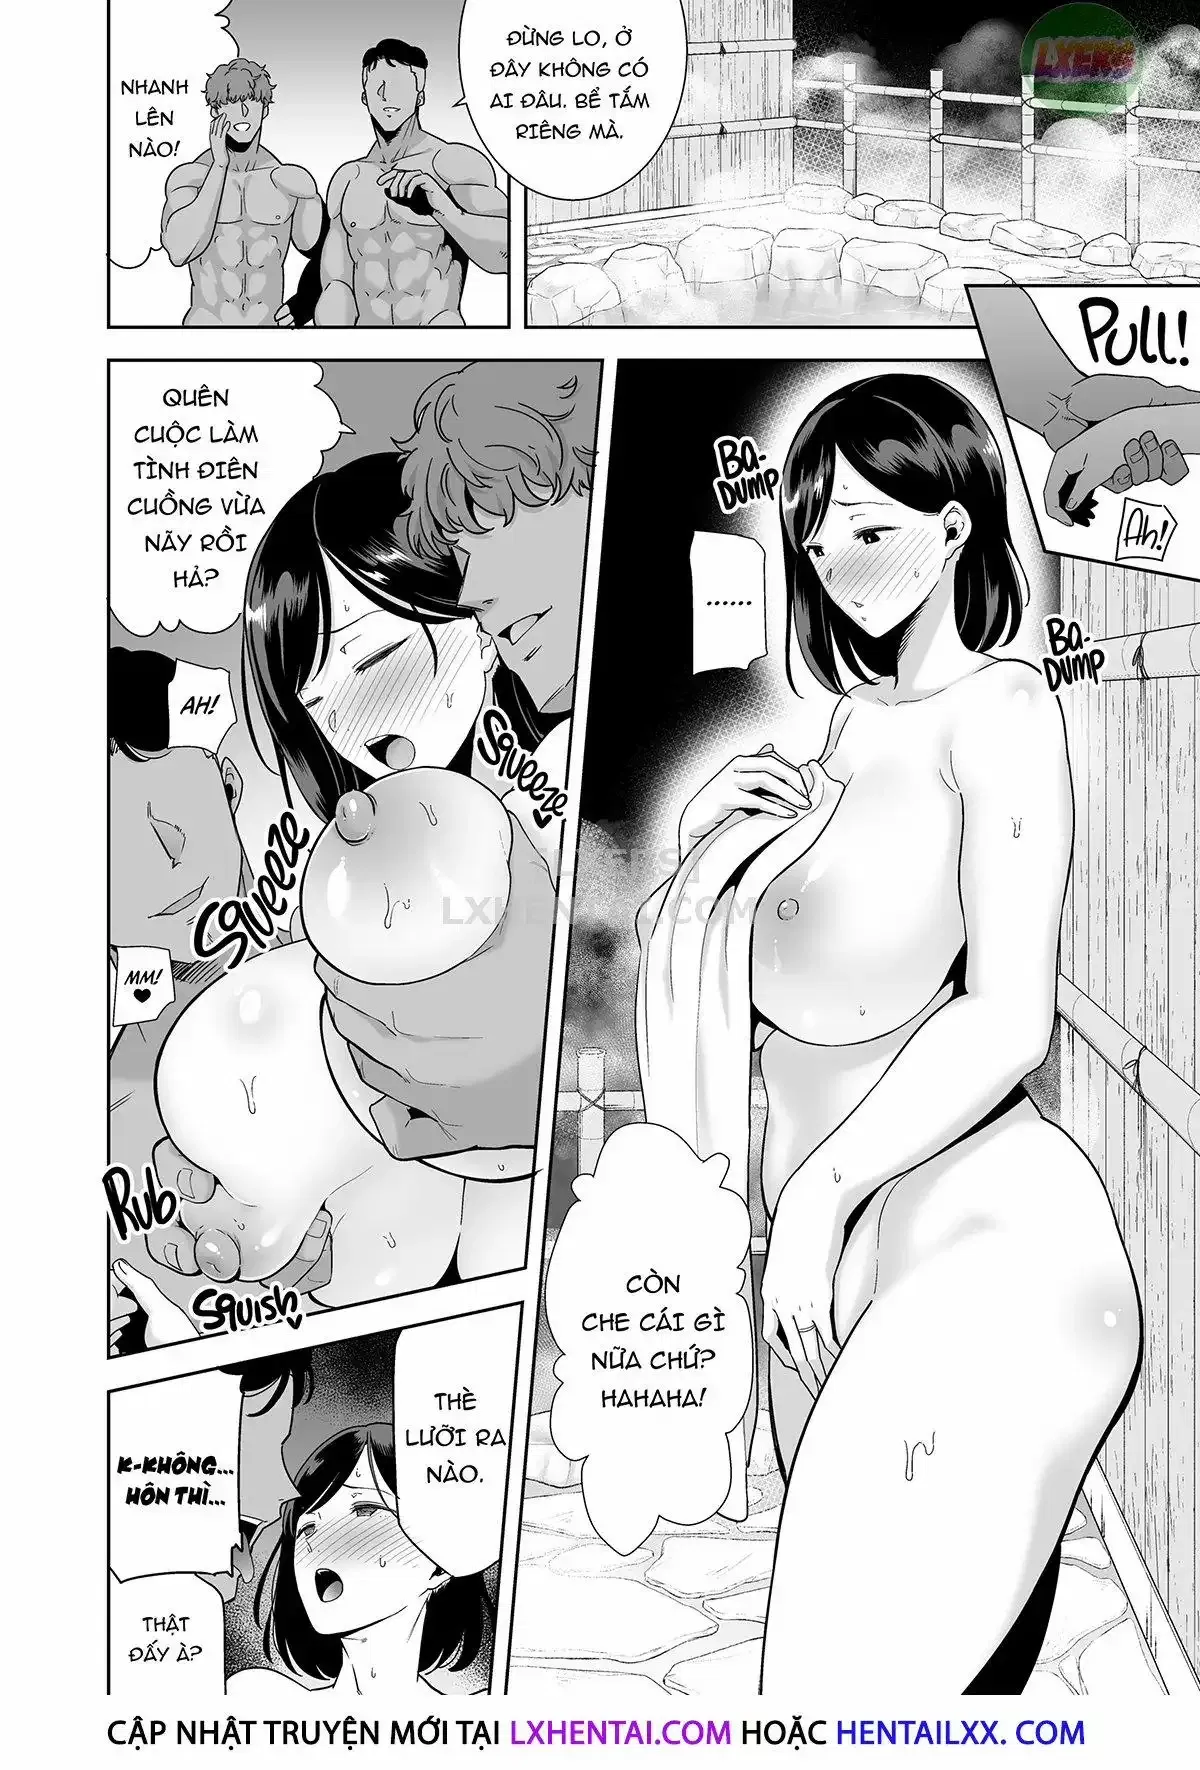 ĐỪNG LO, Ở
ĐÂY KHÔNG CÓ
AI ĐÂU. BỂ TẮM
RIÊNG MÀ.
NHANH
LÊN
NÀO!
LXERS
PULL!
Ah!
BA-
DUMP
......
BA-
DUMP
QUÊN
CUỘC LÀM
TÌNH ĐIÊN
CUỒNG VỪA
NÃY RỒI
HẢ?
AH!
Squeeze
Squeeze
MM!
[LXERS]
LXHENTAI.COM
CÒN
CHE CÁI GÌ
NỮA CHỨ?
HAHAHA!
Rub
Squish
THÈ
LƯỠI RA
NÀO.
K-KHÔNG...
HÔN THÌ...
THẬT
ĐẤY À?
CẬP NHẬT TRUYỆN MỚI TẠI LXHENTAI.COM HOẶC HENTAILXX. COM